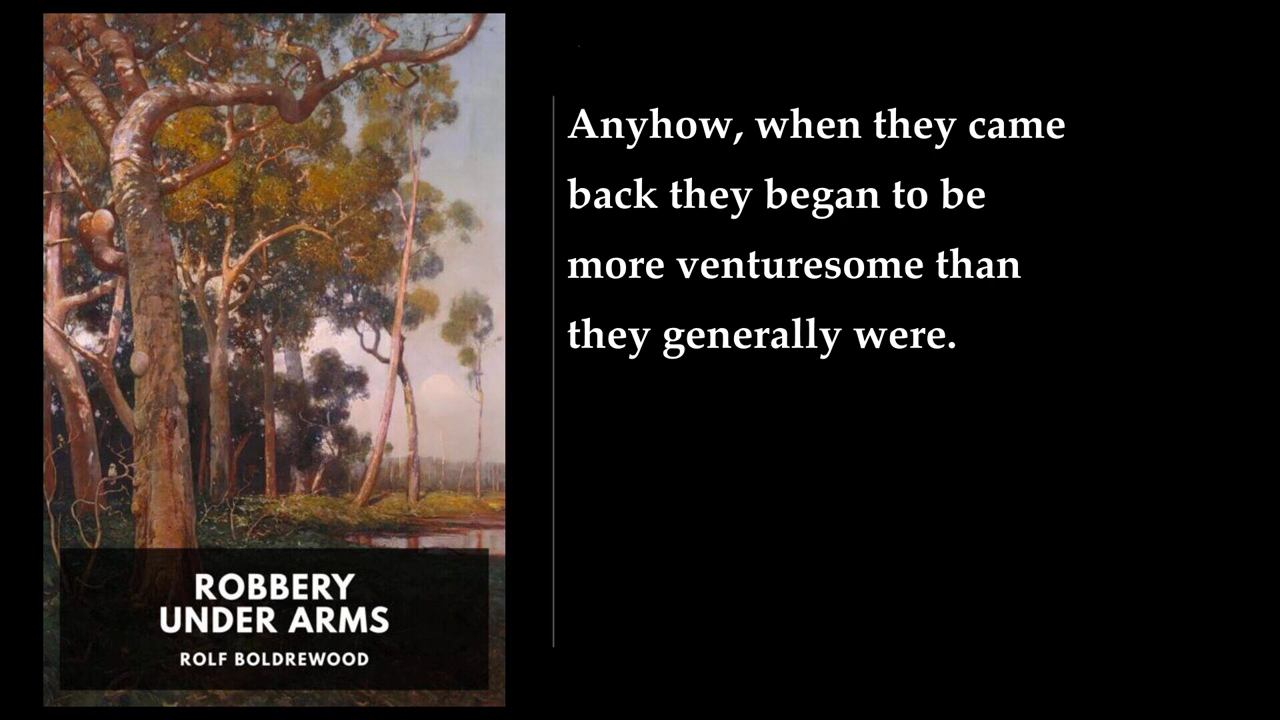 Anyhow, when they came
back they began to be
more venturesome than
they generally were.
ROBBERY
UNDER ARMS
ROLF BOLDREWOOD